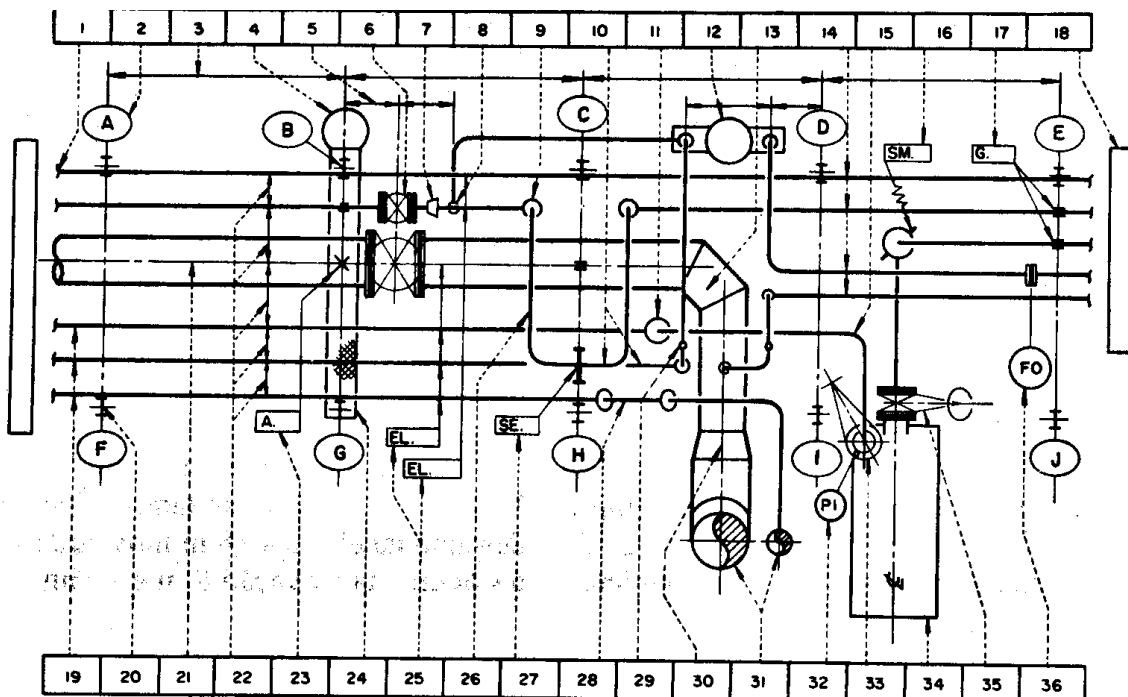 1 2 3 4 5 6 7 8 9 10 11 12 13 14 15 16 17 18
A B C D E
SM. G.
FO
A. EL. SE.
EL.
F G H I J
PI
19 20 21 22 23 24 25 26 27 28 29 30 31 32 33 34 35 36